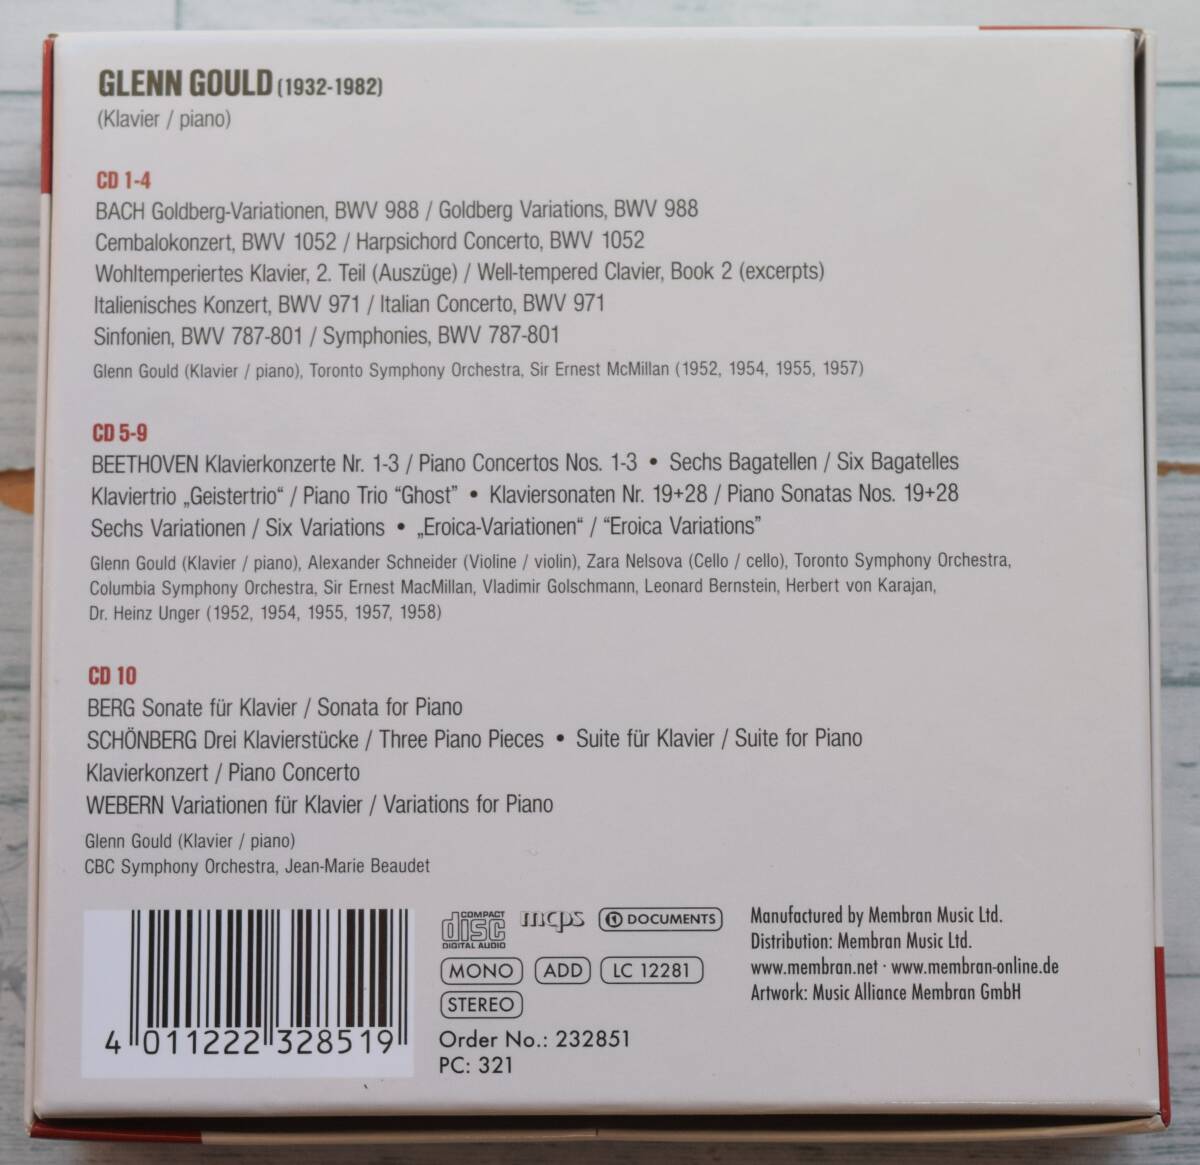 GLENN GOULD (1932-1982)
(Klavier / piano)
CD 1-4
BACH Goldberg-Variationen, BWV 988 / Goldberg Variations, BWV 988
Cembalokonzert, BWV 1052 / Harpsichord Concerto, BWV 1052
Wohltemperiertes Klavier, 2. Teil (Auszüge) / Well-tempered Clavier, Book 2 (excerpts)
Italienisches Konzert, BWV 971 / Italian Concerto, BWV 971
Sinfonien, BWV 787-801 / Symphonies, BWV 787-801
Glenn Gould (Klavier / piano), Toronto Symphony Orchestra, Sir Ernest McMillan (1952, 1954, 1955, 1957)
CD 5-9
BEETHOVEN Klavierkonzerte Nr. 1-3 / Piano Concertos Nos. 1-3 • Sechs Bagatellen / Six Bagatelles
Klaviertrio „Geistertrio“ / Piano Trio “Ghost” • Klaviersonaten Nr. 19+28 / Piano Sonatas Nos. 19+28
Sechs Variationen / Six Variations • „Eroica-Variationen“ / “Eroica Variations”
Glenn Gould (Klavier / piano), Alexander Schneider (Violine / violin), Zara Nelsova (Cello / cello), Toronto Symphony Orchestra,
Columbia Symphony Orchestra, Sir Ernest MacMillan, Vladimir Golschmann, Leonard Bernstein, Herbert von Karajan,
Dr. Heinz Unger (1952, 1954, 1955, 1957, 1958)
CD 10
BERG Sonate für Klavier / Sonata for Piano
SCHÖNBERG Drei Klavierstücke / Three Piano Pieces • Suite für Klavier / Suite for Piano
Klavierkonzert / Piano Concerto
WEBERN Variationen für Klavier / Variations for Piano
Glenn Gould (Klavier / piano)
CBC Symphony Orchestra, Jean-Marie Beaudet
4 011222 328519
COMPACT disc DIGITAL AUDIO
mcps
DOCUMENTS
MONO ADD LC 12281
STEREO
Order No.: 232851
PC: 321
Manufactured by Membran Music Ltd.
Distribution: Membran Music Ltd.
www.membran.net · www.membran-online.de
Artwork: Music Alliance Membran GmbH